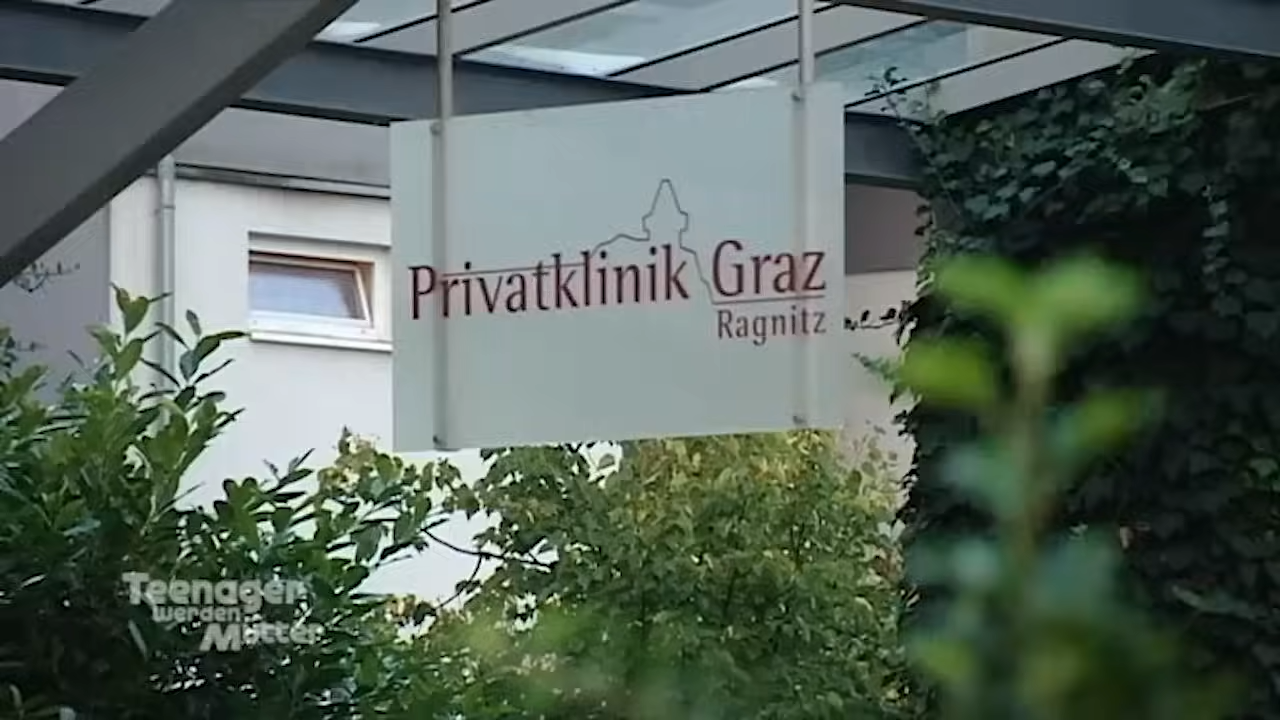 Privatklinik Graz
Ragnitz
Teenager
werden
Mütter